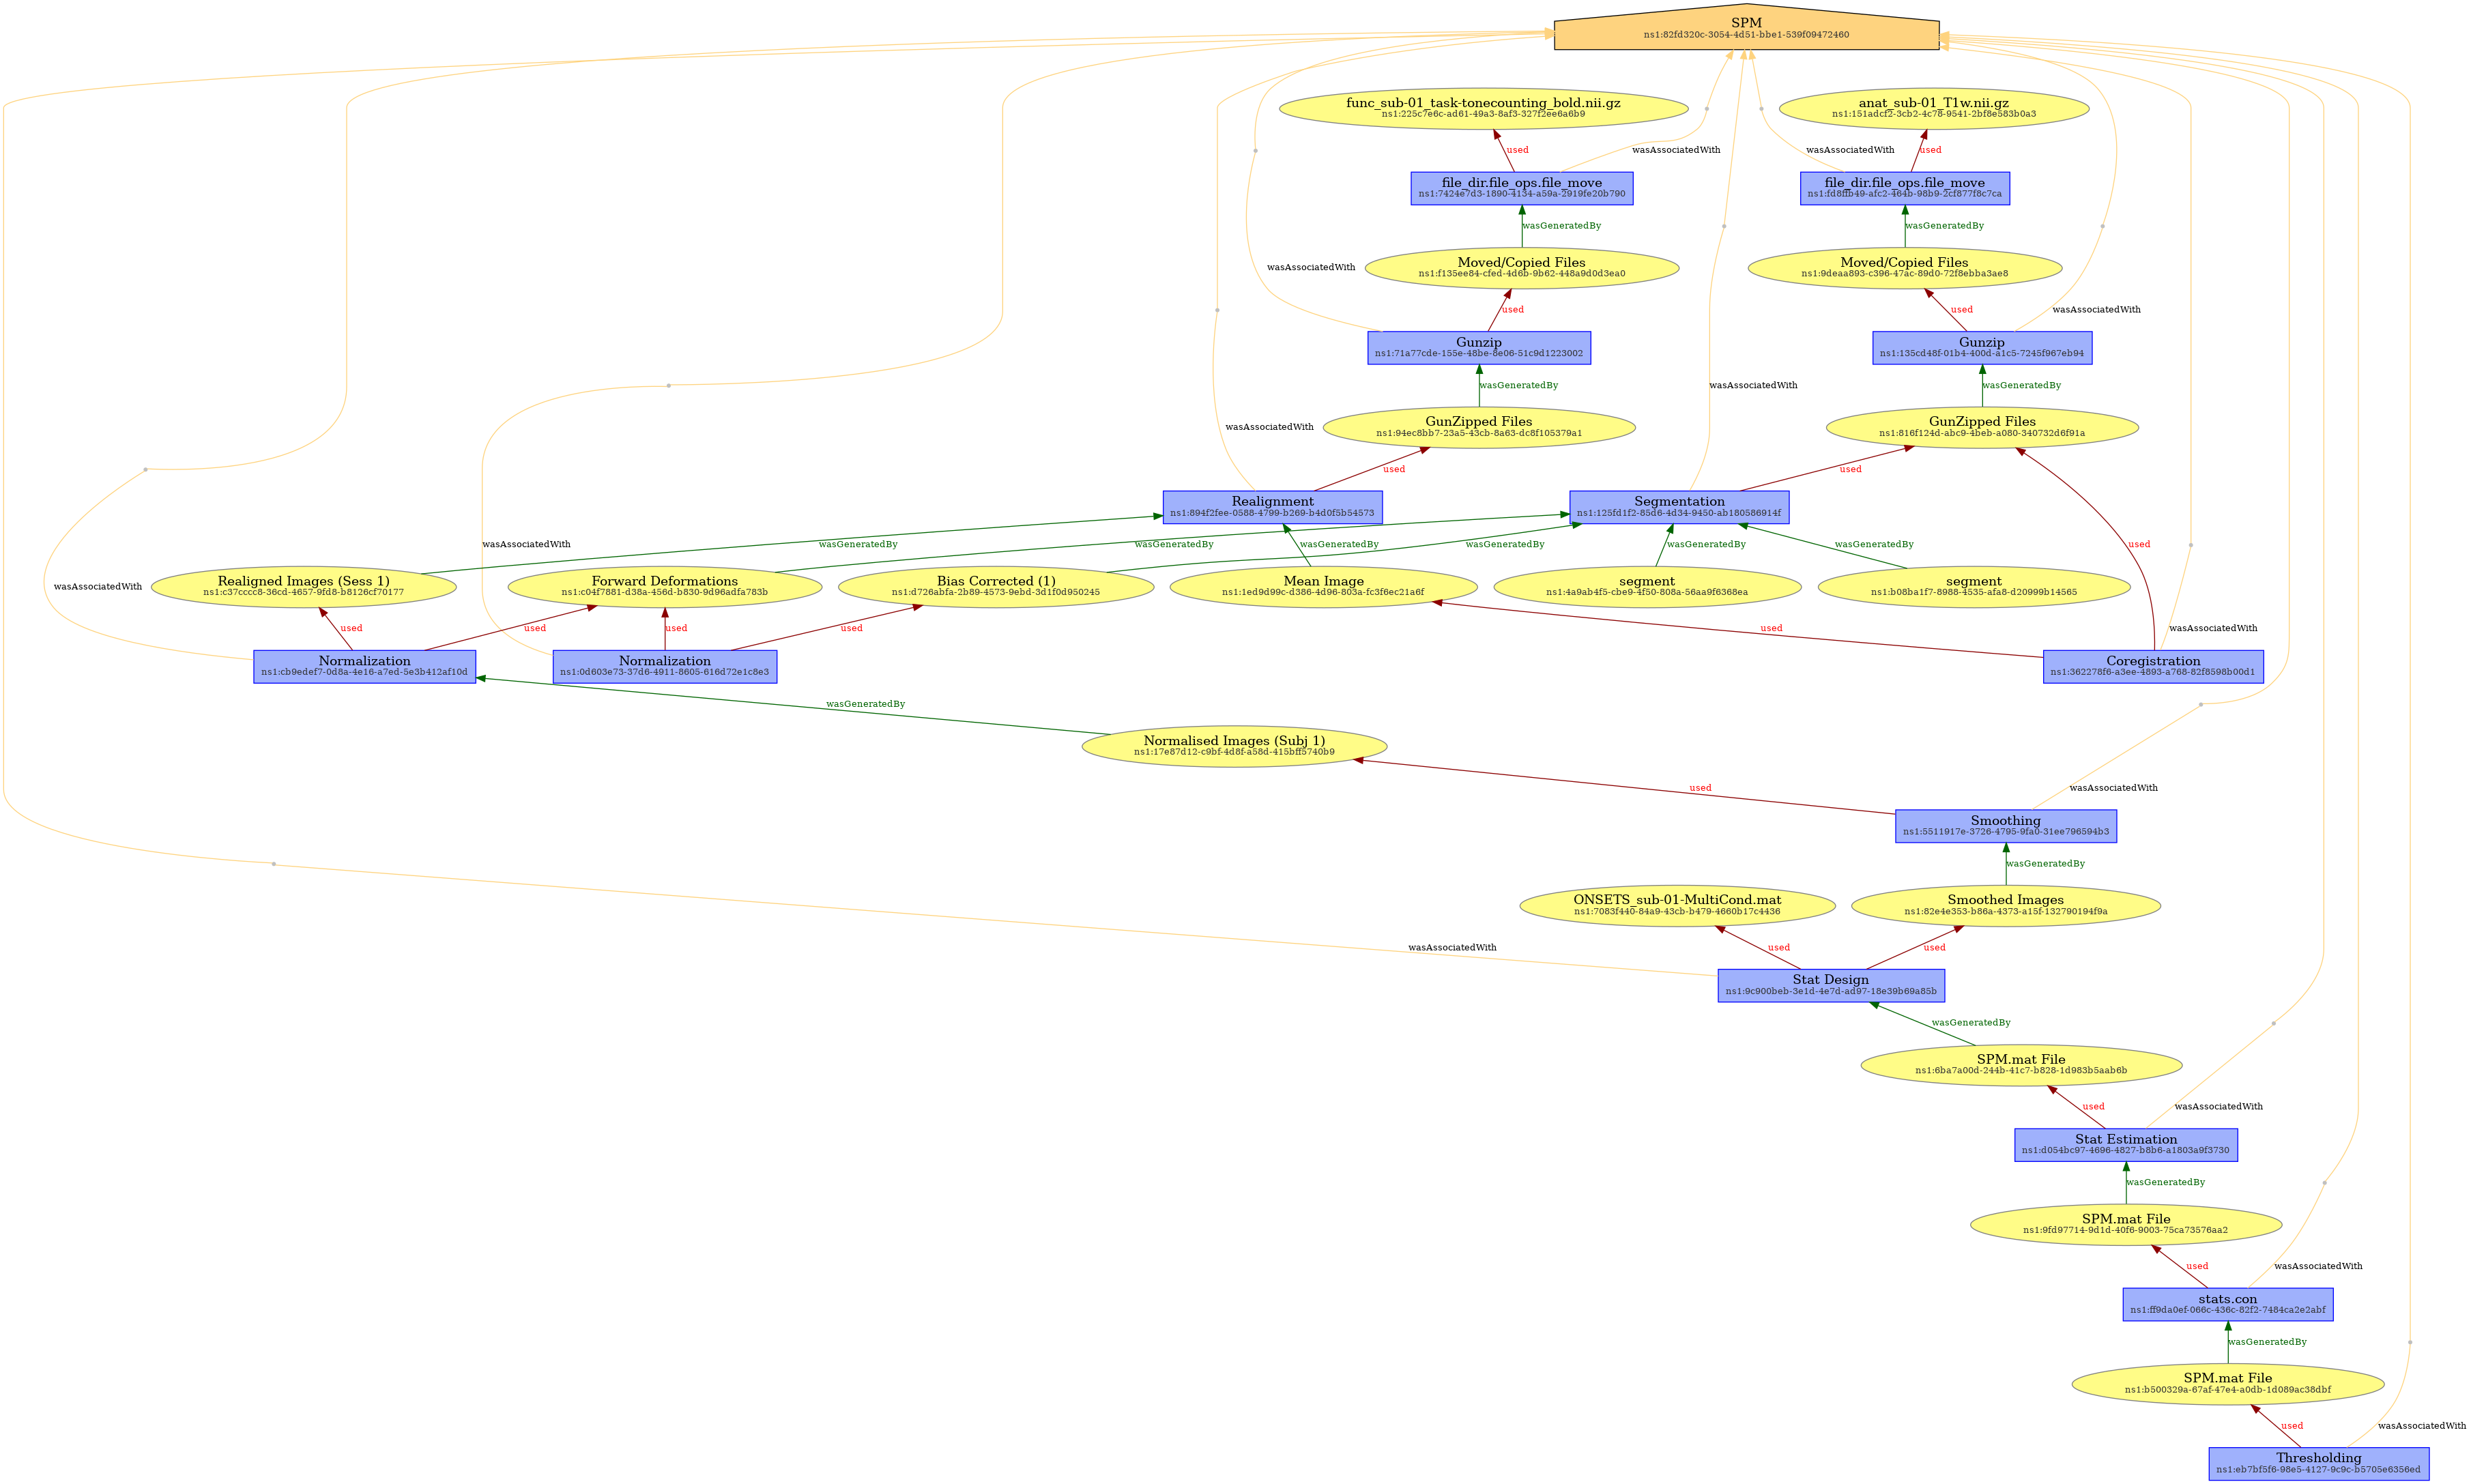 SPM
ns1:82fd320c-3054-4d51-bbe1-539f09472460
func_sub-01_task-tonecounting_bold.nii.gz
ns1:225c7e6c-ad61-49a3-8af3-327f2ee6a6b9
anat_sub-01_T1w.nii.gz
ns1:151adcf2-3cb2-4c78-9541-2bf8e583b0a3
used
wasAssociatedWith
wasAssociatedWith
used
file_dir.file_ops.file_move
ns1:7424e7d3-1890-4134-a59a-2919fe20b790
file_dir.file_ops.file_move
ns1:fd8ffb49-afc2-464b-98b9-2cf877f8c7ca
wasGeneratedBy
wasGeneratedBy
wasAssociatedWith
Moved/Copied Files
ns1:f135ee84-cfed-4d6b-9b62-448a9d0d3ea0
Moved/Copied Files
ns1:9deaa893-c396-47ac-89d0-72f8ebba3ae8
used
used
wasAssociatedWith
Gunzip
ns1:71a77cde-155e-48be-8e06-51c9d1223002
Gunzip
ns1:135cd48f-01b4-400d-a1c5-7245f967eb94
wasGeneratedBy
wasAssociatedWith
wasGeneratedBy
wasAssociatedWith
GunZipped Files
ns1:94ec8bb7-23a5-43cb-8a63-dc8f105379a1
GunZipped Files
ns1:816f124d-abc9-4beb-a080-340732d6f91a
used
used
Realignment
ns1:894f2fee-0588-4799-b269-b4d0f5b54573
Segmentation
ns1:125fd1f2-85d6-4d34-9450-ab180586914f
wasAssociatedWith
wasGeneratedBy
wasGeneratedBy
wasGeneratedBy
wasGeneratedBy
wasGeneratedBy
wasGeneratedBy
used
wasAssociatedWith
Realigned Images (Sess 1)
ns1:c37cccc8-36cd-4657-9fd8-b8126cf70177
Forward Deformations
ns1:c04f7881-d38a-456d-b830-9d96adfa783b
Bias Corrected (1)
ns1:d726abfa-2b89-4573-9ebd-3d1f0d950245
Mean Image
ns1:1ed9d99c-d386-4d96-803a-fc3f6ec21a6f
segment
ns1:4a9ab4f5-cbe9-4f50-808a-56aa9f6368ea
segment
ns1:b08ba1f7-8988-4535-afa8-d20999b14565
used
used
used
used
used
wasAssociatedWith
Normalization
ns1:cb9edef7-0d8a-4e16-a7ed-5e3b412af10d
Normalization
ns1:0d603e73-37d6-4911-8605-616d72e1c8e3
Coregistration
ns1:362278f6-a3ee-4893-a768-82f8598b00d1
wasGeneratedBy
Normalised Images (Subj 1)
ns1:17e87d12-c9bf-4d8f-a58d-415bff5740b9
used
wasAssociatedWith
Smoothing
ns1:5511917e-3726-4795-9fa0-31ee796594b3
wasGeneratedBy
ONSETS_sub-01-MultiCond.mat
ns1:7083f440-84a9-43cb-b479-4660b17c4436
Smoothed Images
ns1:82e4e353-b86a-4373-a15f-132790194f9a
wasAssociatedWith
used
used
Stat Design
ns1:9c900beb-3e1d-4e7d-ad97-18e39b69a85b
wasGeneratedBy
SPM.mat File
ns1:6ba7a00d-244b-41c7-b828-1d983b5aab6b
used
wasAssociatedWith
Stat Estimation
ns1:d054bc97-4696-4827-b8b6-a1803a9f3730
wasGeneratedBy
SPM.mat File
ns1:9fd97714-9d1d-40f6-9003-75ca73576aa2
used
wasAssociatedWith
stats.con
ns1:ff9da0ef-066c-436c-82f2-7484ca2e2abf
wasGeneratedBy
SPM.mat File
ns1:b500329a-67af-47e4-a0db-1d089ac38dbf
used
wasAssociatedWith
Thresholding
ns1:eb7bf5f6-98e5-4127-9c9c-b5705e6356ed